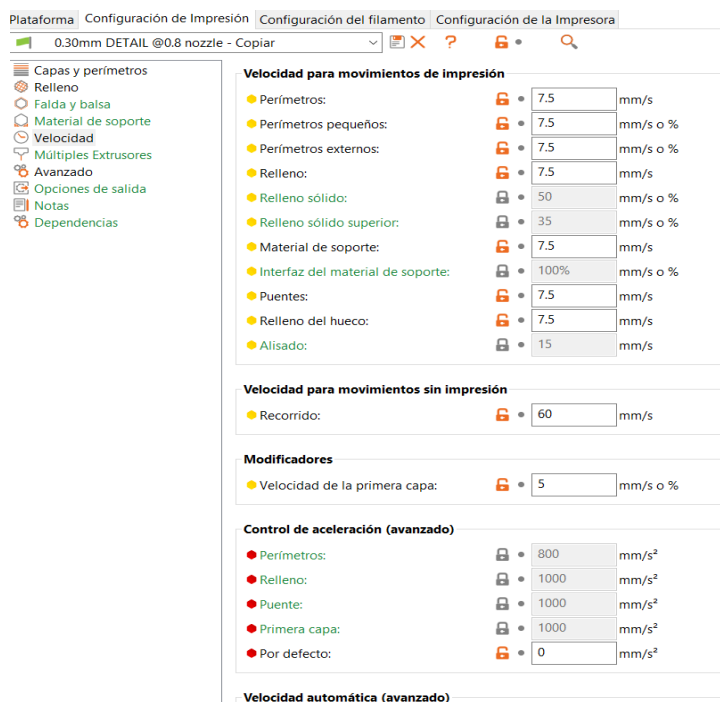 Plataforma Configuración de Impresión Configuración del filamento Configuración de la Impresora
0.30mm DETAIL @0.8 nozzle - Copiar ?
Capas y perímetros
Relleno
Falda y balsa
Material de soporte
Velocidad
Múltiples Extrusores
Avanzado
Opciones de salida
Notas
Dependencias
Velocidad para movimientos de impresión
Perímetros: 7.5 mm/s
Perímetros pequeños: 7.5 mm/s o %
Perímetros externos: 7.5 mm/s o %
Relleno: 7.5 mm/s
Relleno sólido: 50 mm/s o %
Relleno sólido superior: 35 mm/s o %
Material de soporte: 7.5 mm/s
Interfaz del material de soporte: 100% mm/s o %
Puentes: 7.5 mm/s
Relleno del hueco: 7.5 mm/s
Alisado: 15 mm/s
Velocidad para movimientos sin impresión
Recorrido: 60 mm/s
Modificadores
Velocidad de la primera capa: 5 mm/s o %
Control de aceleración (avanzado)
Perímetros: 800 mm/s²
Relleno: 1000 mm/s²
Puente: 1000 mm/s²
Primera capa: 1000 mm/s²
Por defecto: 0 mm/s²
Velocidad automática (avanzado)